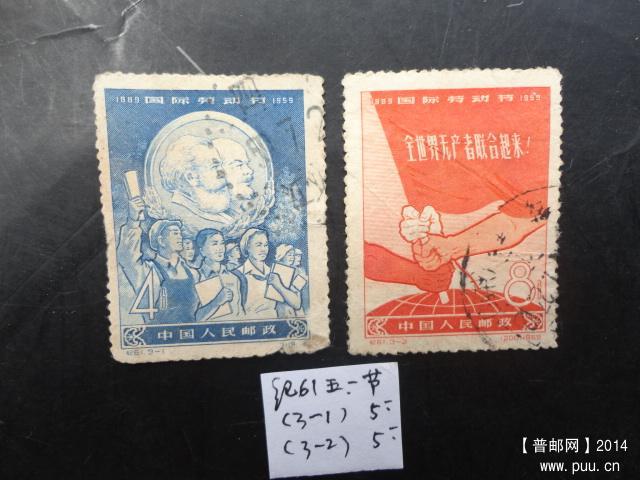 1889 国际劳动节 1959
4分
中国人民邮政
纪61.3-1
1889 国际劳动节 1959
全世界无产者联合起来!
8分
中国人民邮政
纪61.3-2
纪61五一节
(3-1) 5-
(3-2) 5-
【普邮网】2014
www.puu.cn